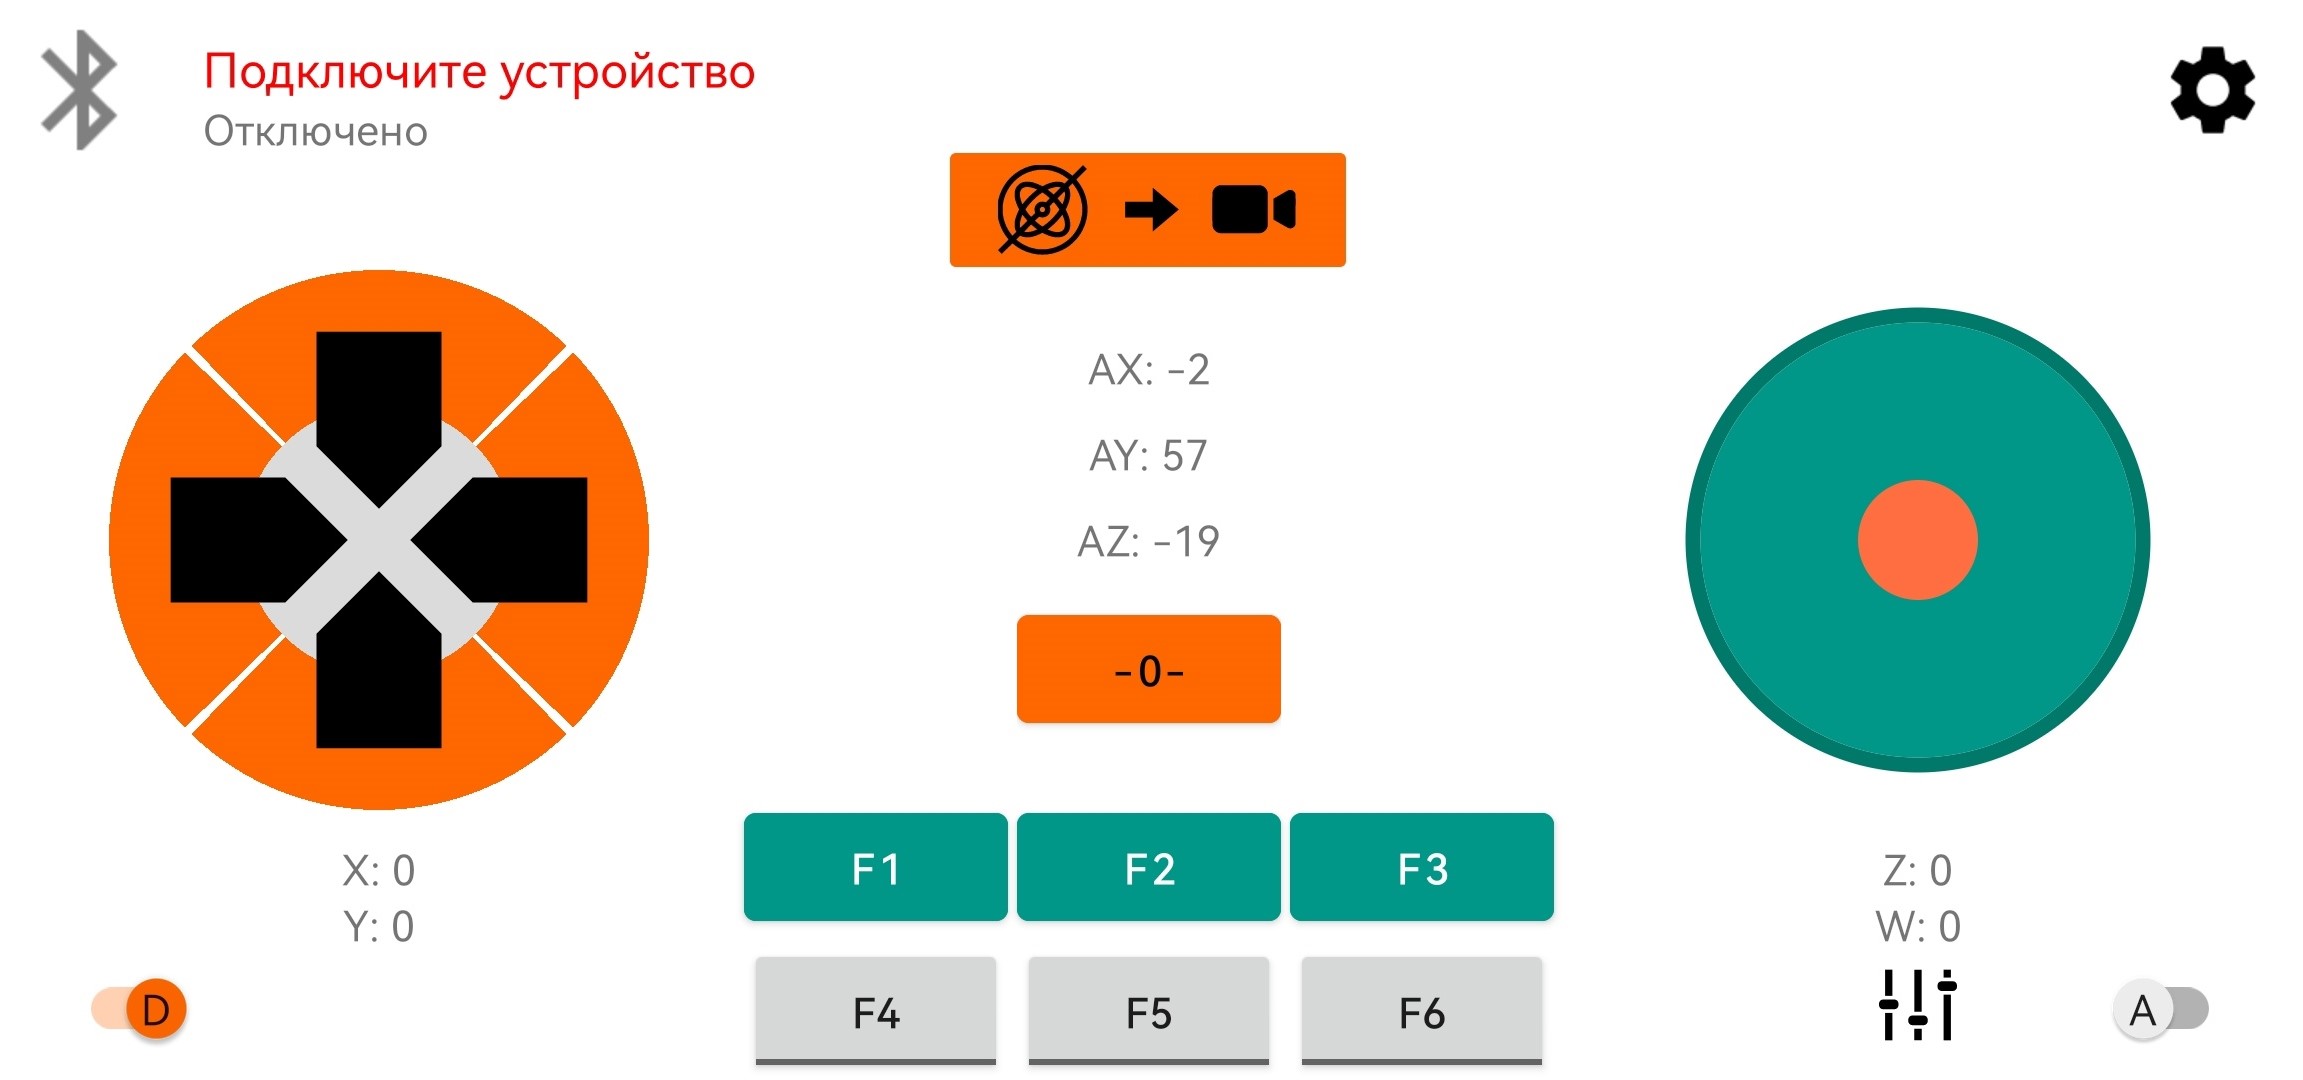 Подключите устройство
Отключено
AX: -2
AY: 57
AZ: -19
-0-
F1
F2
F3
X: 0
Y: 0
Z: 0
W: 0
D
F4
F5
F6
A